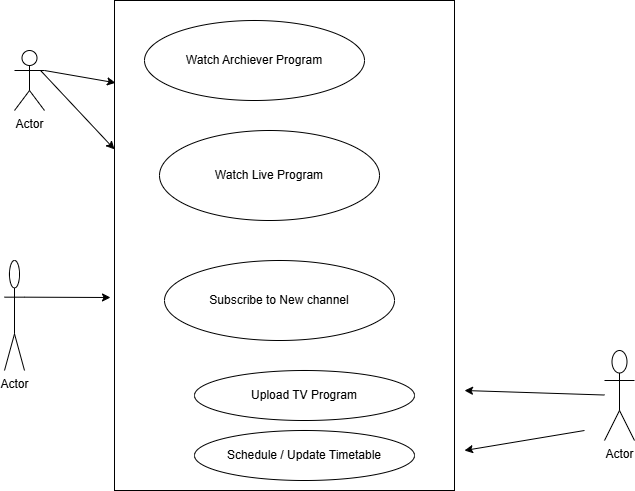 Watch Archiever Program
Actor
Watch Live Program
Subscribe to New channel
Actor
Upload TV Program
Schedule / Update Timetable
Actor